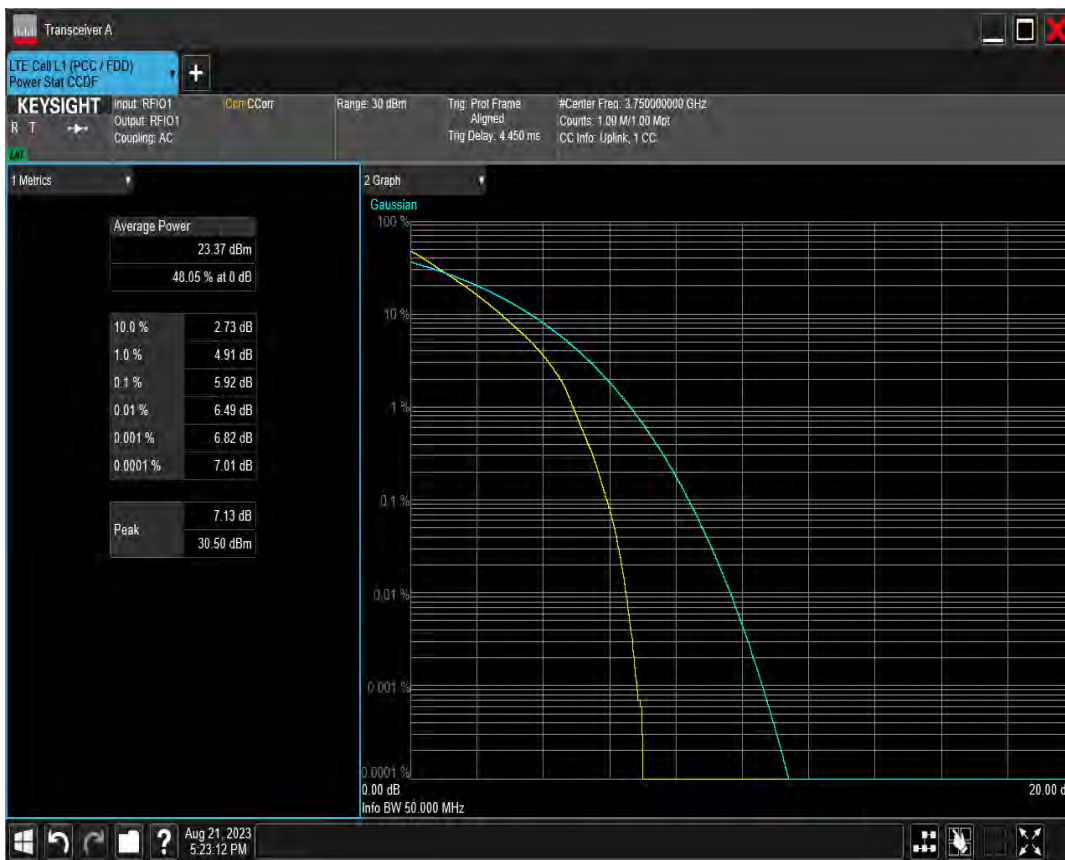 Transceiver A
LTE Cell L1 (PCC / FDD)
Power Stat CCDF
+
KEYSIGHT
R T
LNI
Input: RFIO1
Output: RFIO1
Coupling: AC
Corr CCorr
Range: 30 dBm
Trig: Prot Frame
Aligned
Trig Delay: 4.450 ms
#Center Freq: 3.750000000 GHz
Counts: 1.00 M/1.00 Mpt
CC Info: Uplink, 1 CC
1 Metrics
Average Power
23.37 dBm
48.05 % at 0 dB
10.0 % 2.73 dB
1.0 % 4.91 dB
0.1 % 5.92 dB
0.01 % 6.49 dB
0.001 % 6.82 dB
0.0001 % 7.01 dB
Peak
7.13 dB
30.50 dBm
2 Graph
Gaussian
100 %
10 %
1 %
0.1 %
0.01 %
0.001 %
0.0001 %
0.00 dB
20.00 d
Info BW 50.000 MHz
?
Aug 21, 2023
5:23:12 PM